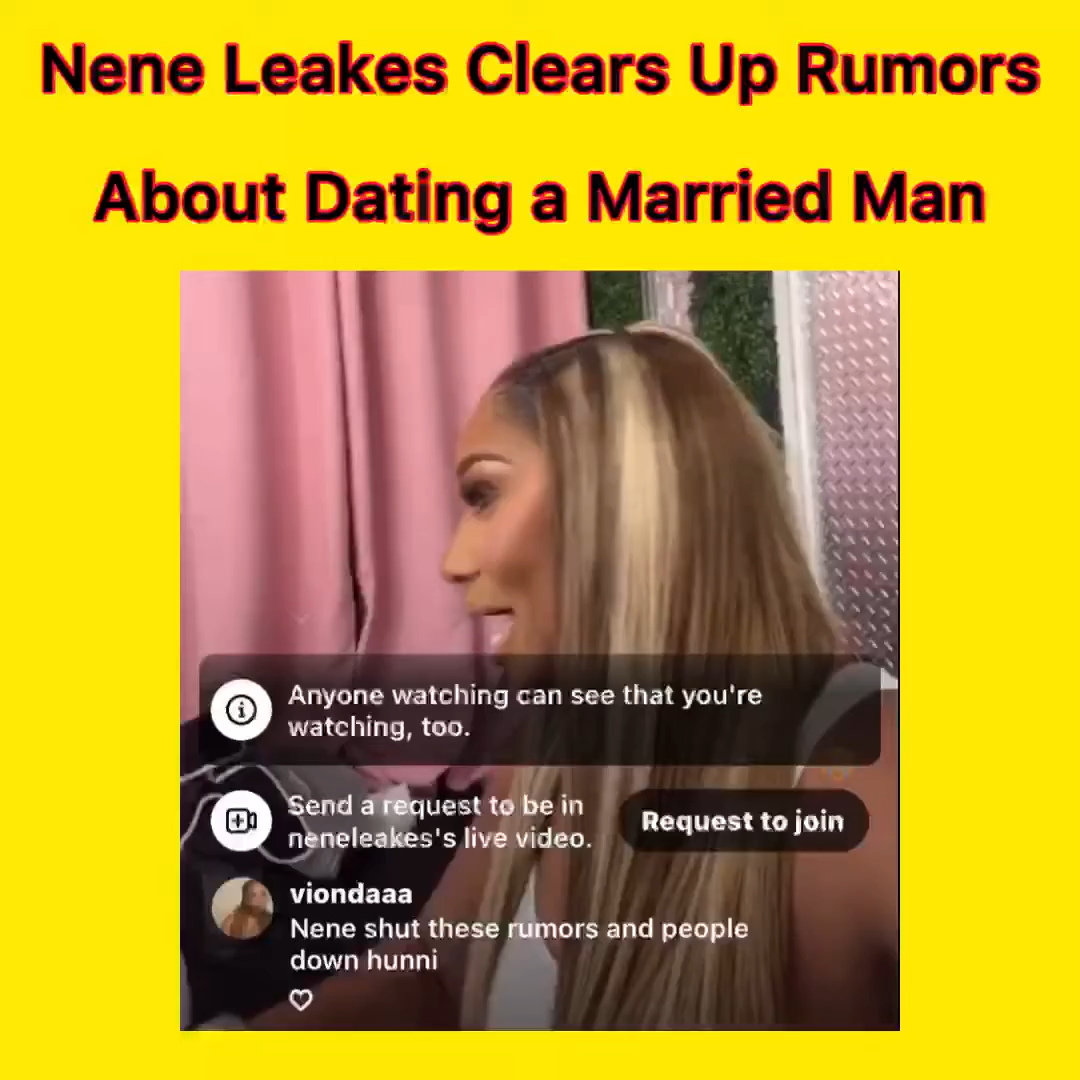 Nene Leakes Clears Up Rumors
About Dating a Married Man
Anyone watching can see that you're
watching, too.
Send a request to be in
neneleakes's live video.
Request to join
viondaaa
Nene shut these rumors and people
down hunni